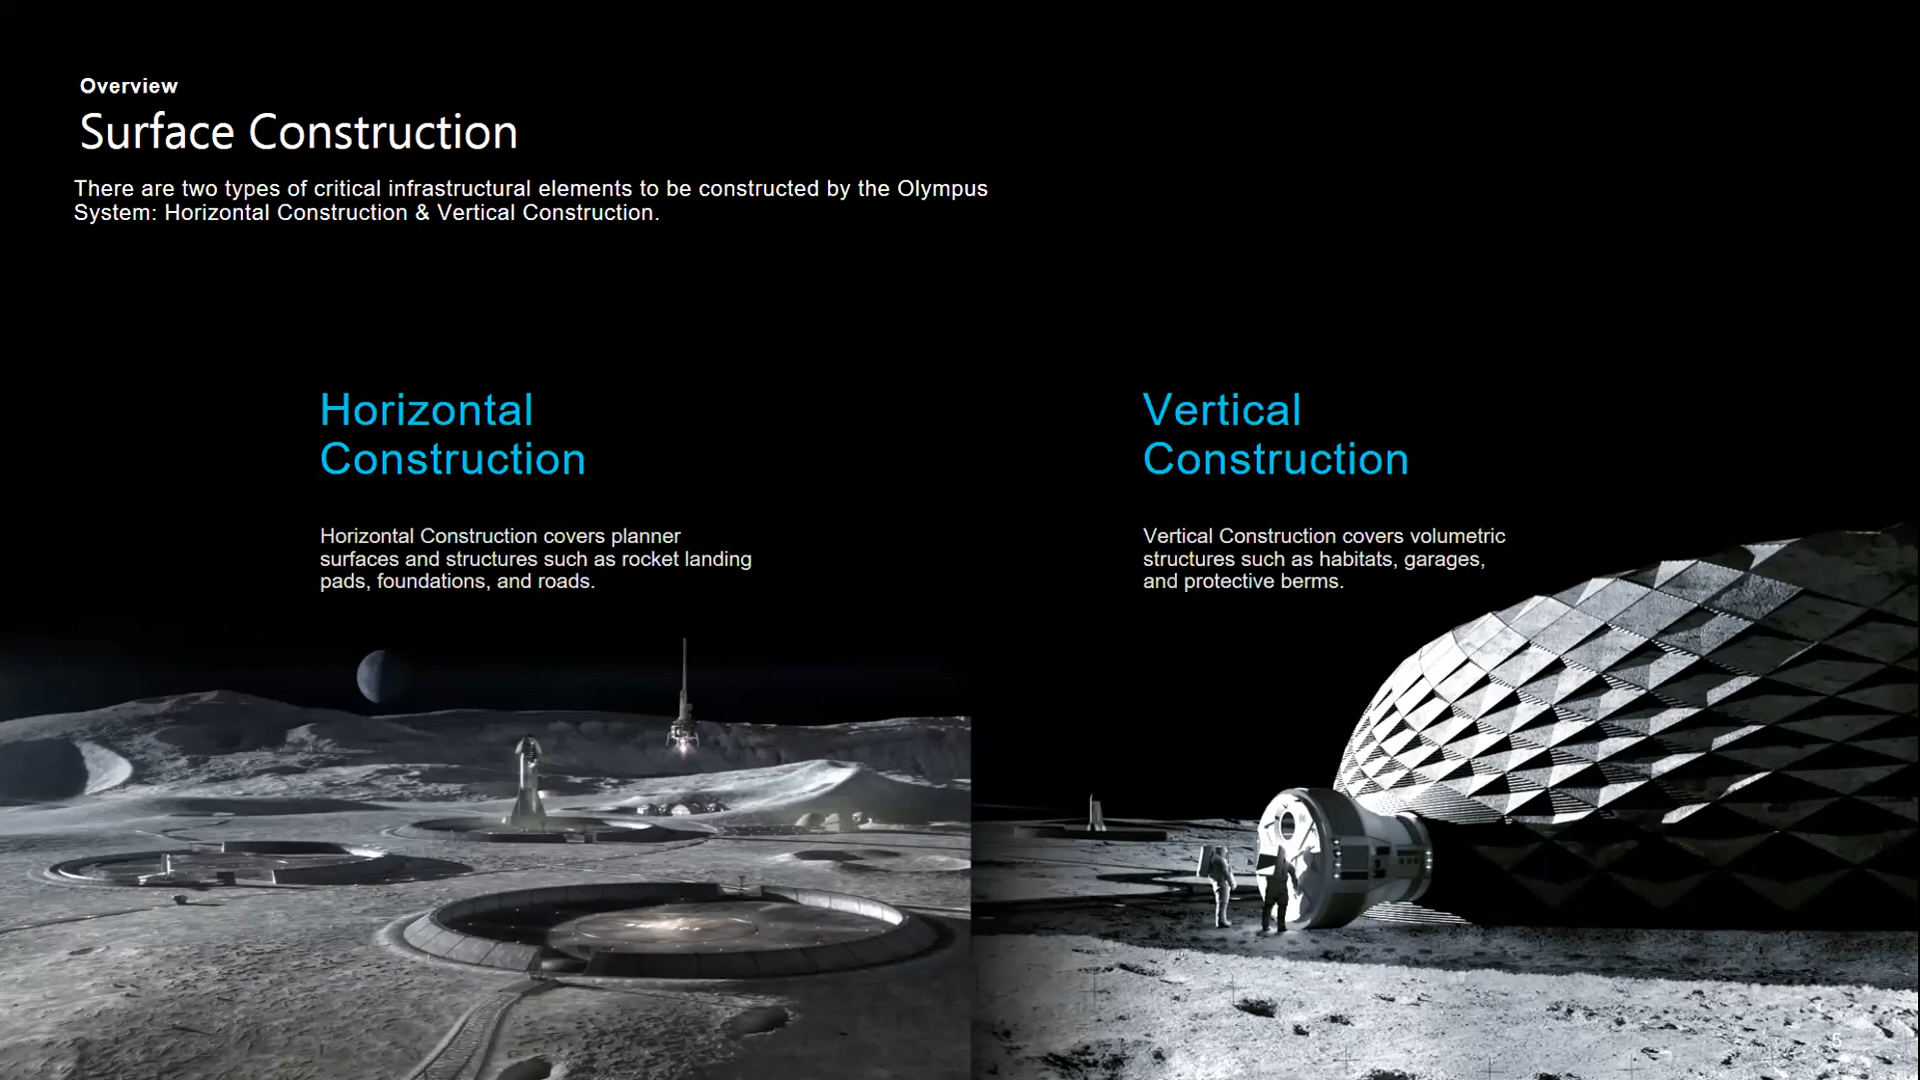 Overview
Surface Construction
There are two types of critical infrastructural elements to be constructed by the Olympus
System: Horizontal Construction & Vertical Construction.
Horizontal
Construction
Horizontal Construction covers planner
surfaces and structures such as rocket landing
pads, foundations, and roads.
Vertical
Construction
Vertical Construction covers volumetric
structures such as habitats, garages,
and protective berms.
5